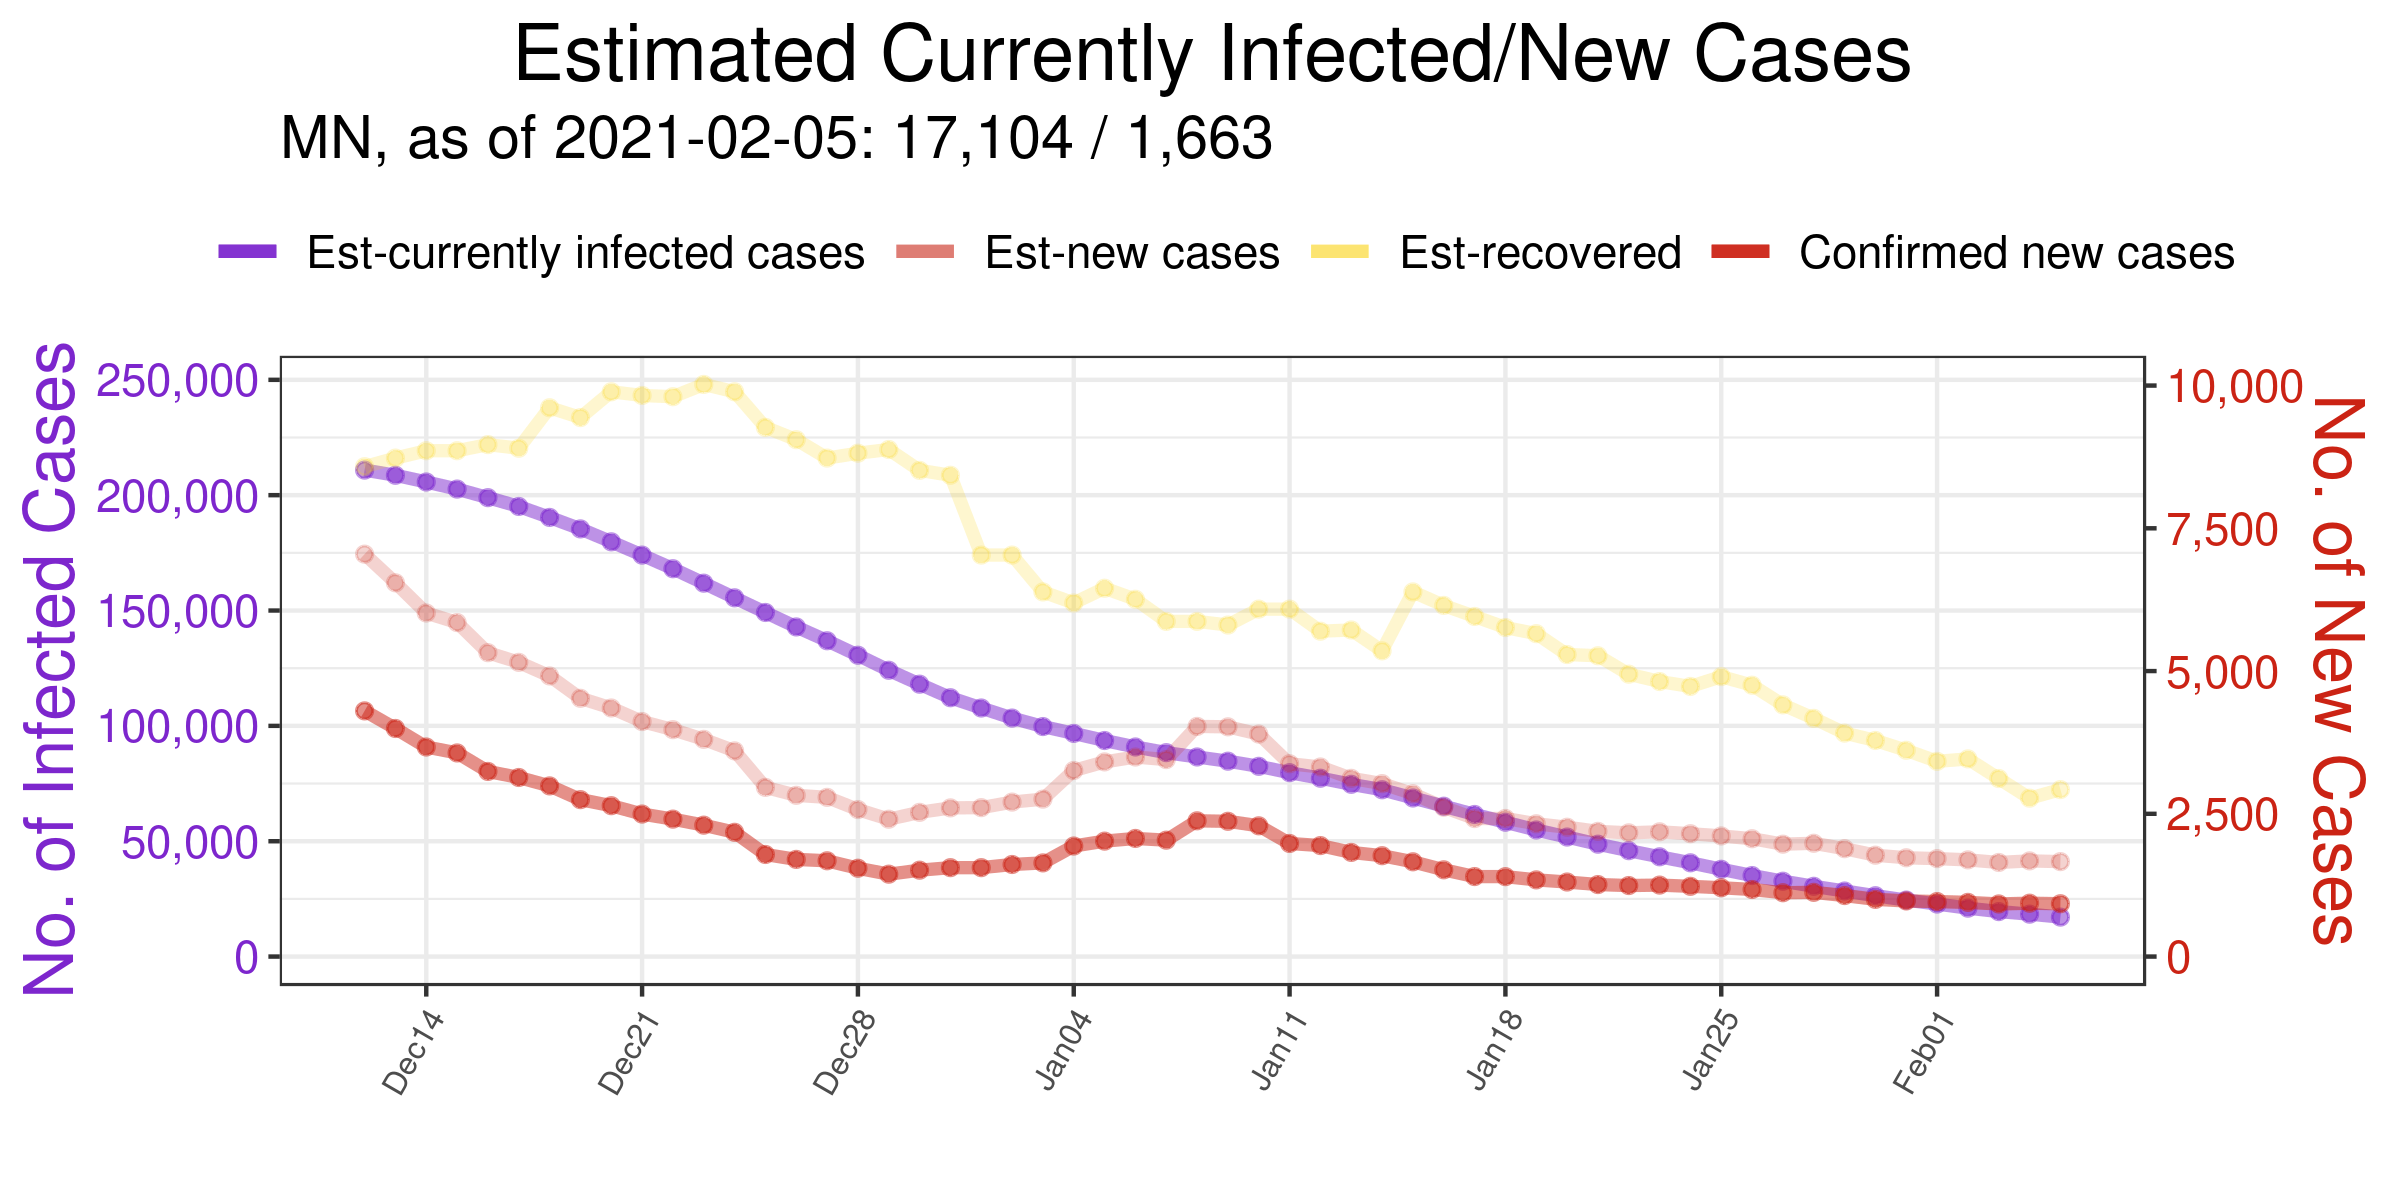 Estimated Currently Infected/New Cases
MN, as of 2021-02-05: 17,104 / 1,663
Est-currently infected cases Est-new cases Est-recovered Confirmed new cases
No. of Infected Cases
250,000
200,000
150,000
100,000
50,000
0
10,000
7,500
5,000
2,500
0
No. of New Cases
Dec14 Dec21 Dec28 Jan04 Jan11 Jan18 Jan25 Feb01